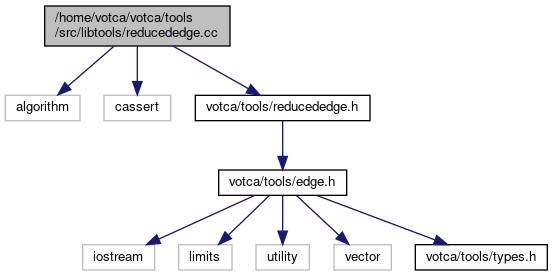 /home/votca/votca/tools
/src/libtools/reducededge.cc
algorithm
cassert
votca/tools/reducededge.h
votca/tools/edge.h
iostream
limits
utility
vector
votca/tools/types.h